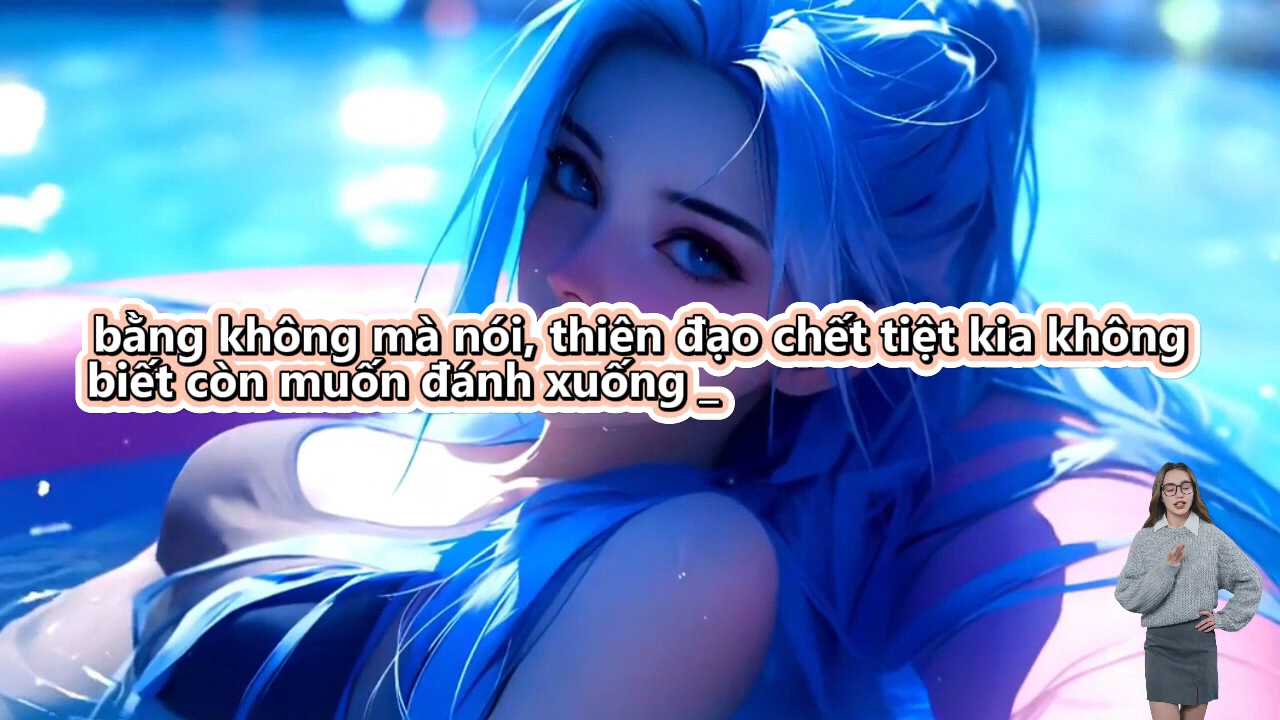 bằng không mà nói, thiên đạo chết tiệt kia không
biết còn muốn đánh xuống _